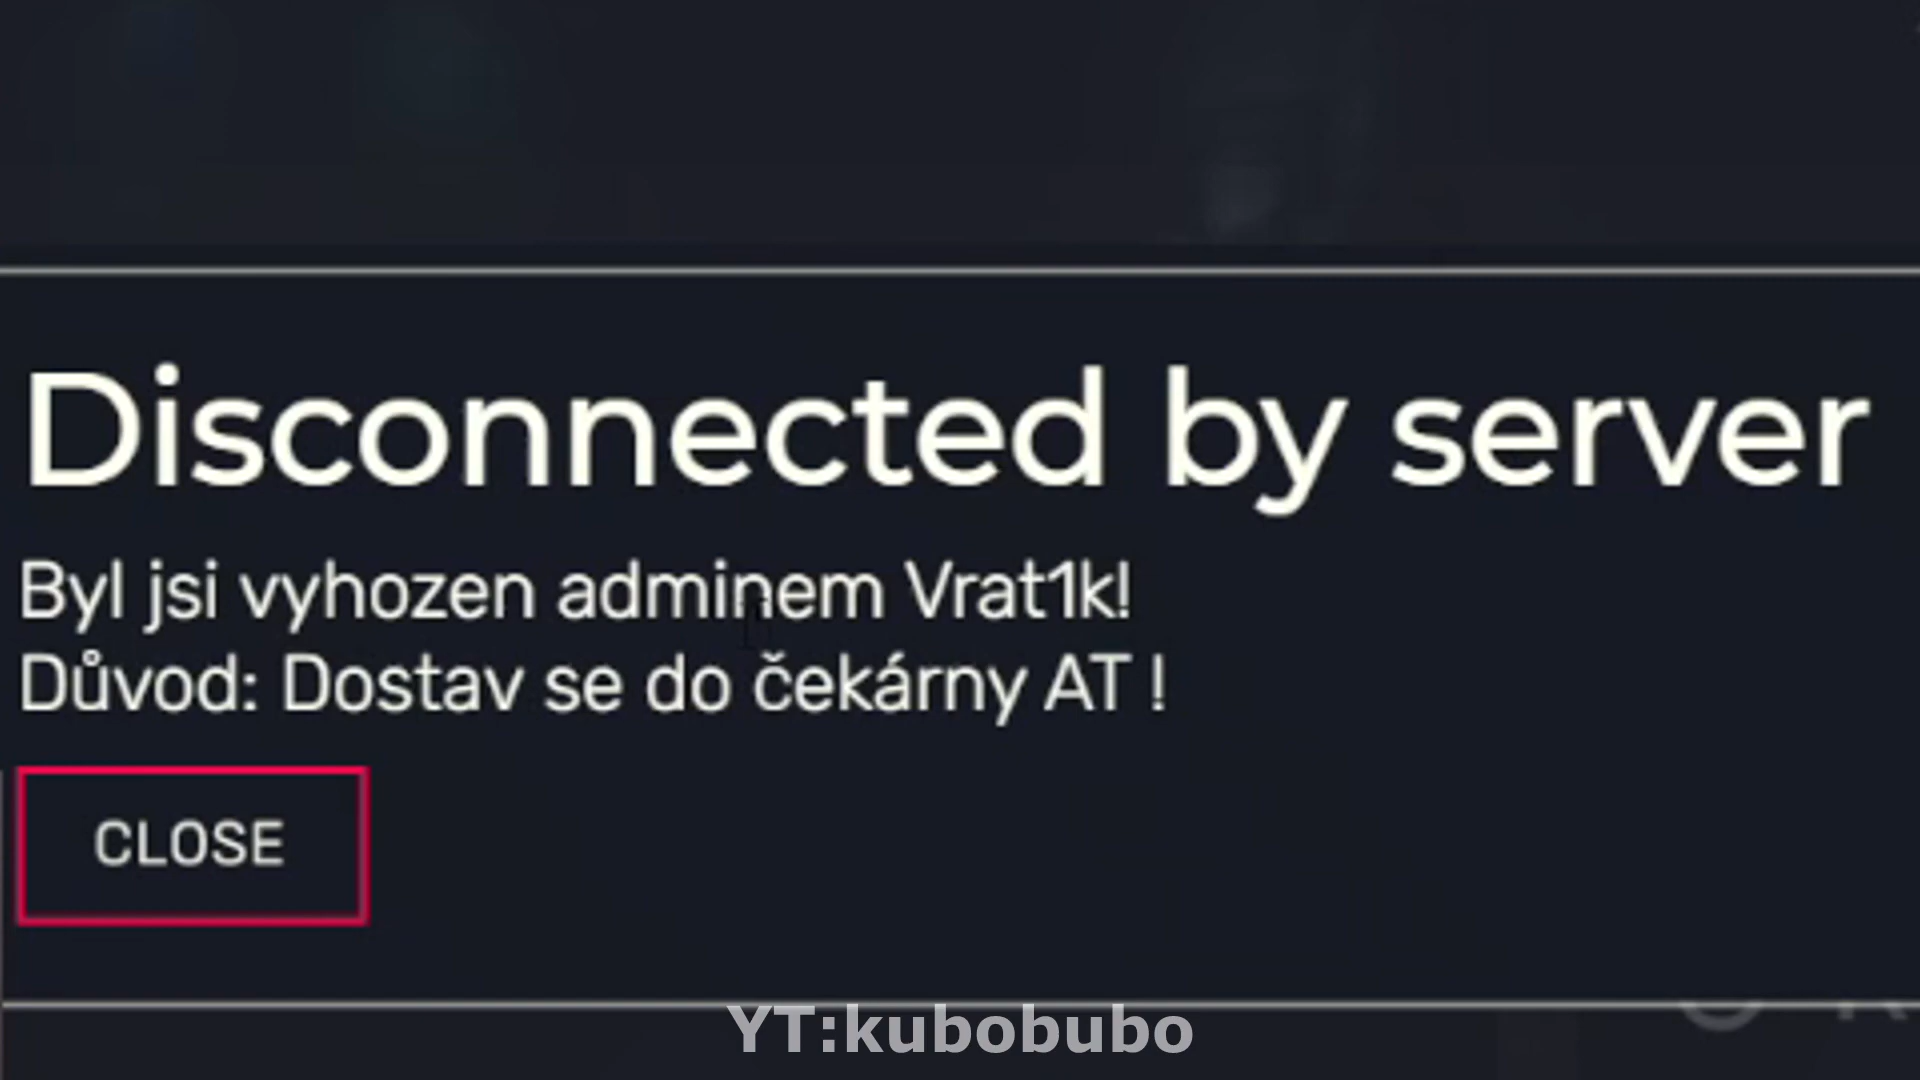 Disconnected by server
Byl jsi vyhozen adminem Vrat1k!
Důvod: Dostav se do čekárny AT !
CLOSE
YT:kubobubo